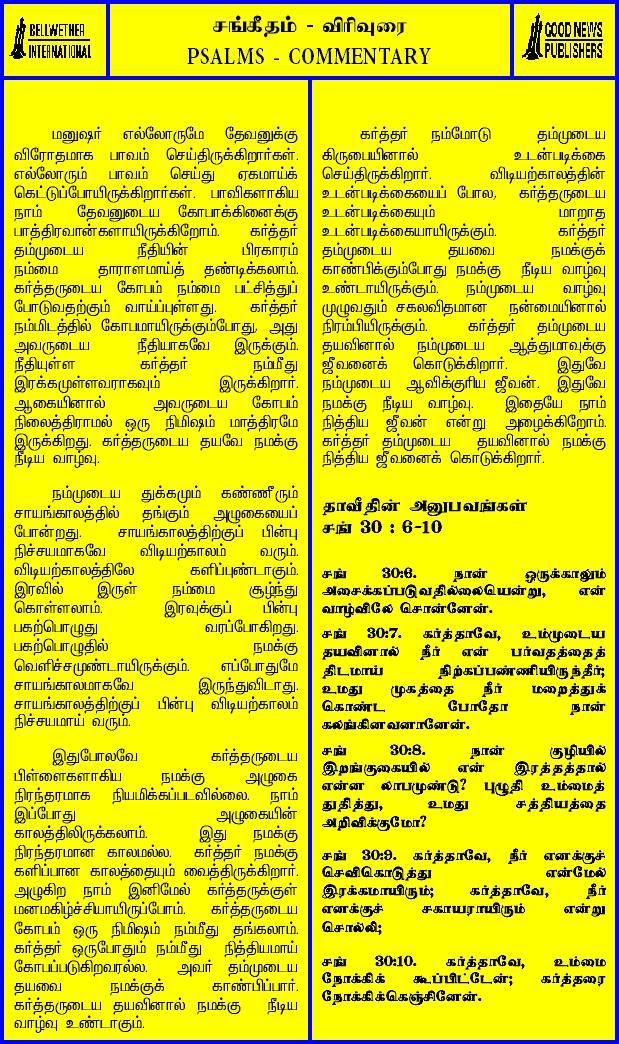 BELLWETHER
INTERNATIONAL
சங்கீதம் - விரிவுரை
PSALMS - COMMENTARY
GOOD NEWS
PUBLISHERS
மனுஷர் எல்லோருமே தேவனுக்கு
விரோதமாக பாவம் செய்திருக்கிறார்கள்.
எல்லோரும் பாவம் செய்து ஏகமாய்க்
கெட்டுப்போயிருக்கிறார்கள். பாவிகளாகிய
நாம் தேவனுடைய கோபாக்கினைக்கு
பாத்திரவான்களாயிருக்கிறோம். கர்த்தர்
தம்முடைய நீதியின் பிரகாரம்
நம்மை தாராளமாய்த் தண்டிக்கலாம்.
கர்த்தருடைய கோபம் நம்மை பட்சித்துப்
போடுவதற்கும் வாய்ப்புள்ளது. கர்த்தர்
நம்மிடத்தில் கோபமாயிருக்கும்போது, அது
அவருடைய நீதியாகவே இருக்கும்.
நீதியுள்ள கர்த்தர் நம்மீது
இரக்கமுள்ளவராகவும் இருக்கிறார்.
ஆகையினால் அவருடைய கோபம்
நிலைத்திராமல் ஒரு நிமிஷம் மாத்திரமே
இருக்கிறது. கர்த்தருடைய தயவே நமக்கு
நீடிய வாழ்வு.
நம்முடைய துக்கமும் கண்ணீரும்
சாயங்காலத்தில் தங்கும் அழுகையைப்
போன்றது. சாயங்காலத்திற்குப் பின்பு
நிச்சயமாகவே விடியற்காலம் வரும்.
விடியற்காலத்திலே களிப்புண்டாகும்.
இரவில் இருள் நம்மை சூழ்ந்து
கொள்ளலாம். இரவுக்குப் பின்பு
பகற்பொழுது வரப்போகிறது.
பகற்பொழுதில் நமக்கு
வெளிச்சமுண்டாயிருக்கும். எப்போதுமே
சாயங்காலமாகவே இருந்துவிடாது.
சாயங்காலத்திற்குப் பின்பு விடியற்காலம்
நிச்சயமாய் வரும்.
இதுபோலவே கர்த்தருடைய
பிள்ளைகளாகிய நமக்கு அழுகை
நிரந்தரமாக நியமிக்கப்படவில்லை. நாம்
இப்போது அழுகையின்
காலத்திலிருக்கலாம். இது நமக்கு
நிரந்தரமான காலமல்ல. கர்த்தர் நமக்கு
களிப்பான காலத்தையும் வைத்திருக்கிறார்.
அழுகிற நாம் இனிமேல் கர்த்தருக்குள்
மனமகிழ்ச்சியாயிருப்போம். கர்த்தருடைய
கோபம் ஒரு நிமிஷம் நம்மீது தங்கலாம்.
கர்த்தர் ஒருபோதும் நம்மீது நித்தியமாய்
கோபப்படுகிறவரல்ல. அவர் தம்முடைய
தயவை நமக்குக் காண்பிப்பார்.
கர்த்தருடைய தயவினால் நமக்கு நீடிய
வாழ்வு உண்டாகும்.
கர்த்தர் நம்மோடு தம்முடைய
கிருபையினால் உடன்படிக்கை
செய்திருக்கிறார். விடியற்காலத்தின்
உடன்படிக்கையைப் போல, கர்த்தருடைய
உடன்படிக்கையும் மாறாத
உடன்படிக்கையாயிருக்கும். கர்த்தர்
தம்முடைய தயவை நமக்குக்
காண்பிக்கும்போது நமக்கு நீடிய வாழ்வு
உண்டாயிருக்கும். நம்முடைய வாழ்வு
முழுவதும் சகலவிதமான நன்மையினால்
நிரம்பியிருக்கும். கர்த்தர் தம்முடைய
தயவினால் நம்முடைய ஆத்துமாவுக்கு
ஜீவனைக் கொடுக்கிறார். இதுவே
நம்முடைய ஆவிக்குரிய ஜீவன். இதுவே
நமக்கு நீடிய வாழ்வு. இதையே நாம்
நித்திய ஜீவன் என்று அழைக்கிறோம்.
கர்த்தர் தம்முடைய தயவினால் நமக்கு
நித்திய ஜீவனைக் கொடுக்கிறார்.
தாவீதின் அனுபவங்கள்
சங் 30 : 6-10
சங் 30:6. நான் ஒருக்காலும்
அசைக்கப்படுவதில்லையென்று, என்
வாழ்விலே சொன்னேன்.
சங் 30:7. கர்த்தாவே, உம்முடைய
தயவினால் நீர் என் பர்வதத்தைத்
திடமாய் நிற்கப்பண்ணியிருந்தீர்;
உமது முகத்தை நீர் மறைத்துக்
கொண்ட போதோ நான்
கலங்கினவனானேன்.
சங் 30:8. நான் குழியில்
இறங்குகையில் என் இரத்தத்தால்
என்ன லாபமுண்டு? புழுதி உம்மைத்
துதித்து, உமது சத்தியத்தை
அறிவிக்குமோ?
சங் 30:9. கர்த்தாவே, நீர் எனக்குச்
செவிகொடுத்து என்மேல்
இரக்கமாயிரும்; கர்த்தாவே, நீர்
எனக்குச் சகாயராயிரும் என்று
சொல்லி;
சங் 30:10. கர்த்தாவே, உம்மை
நோக்கிக் கூப்பிட்டேன்; கர்த்தரை
நோக்கிக்கெஞ்சினேன்.